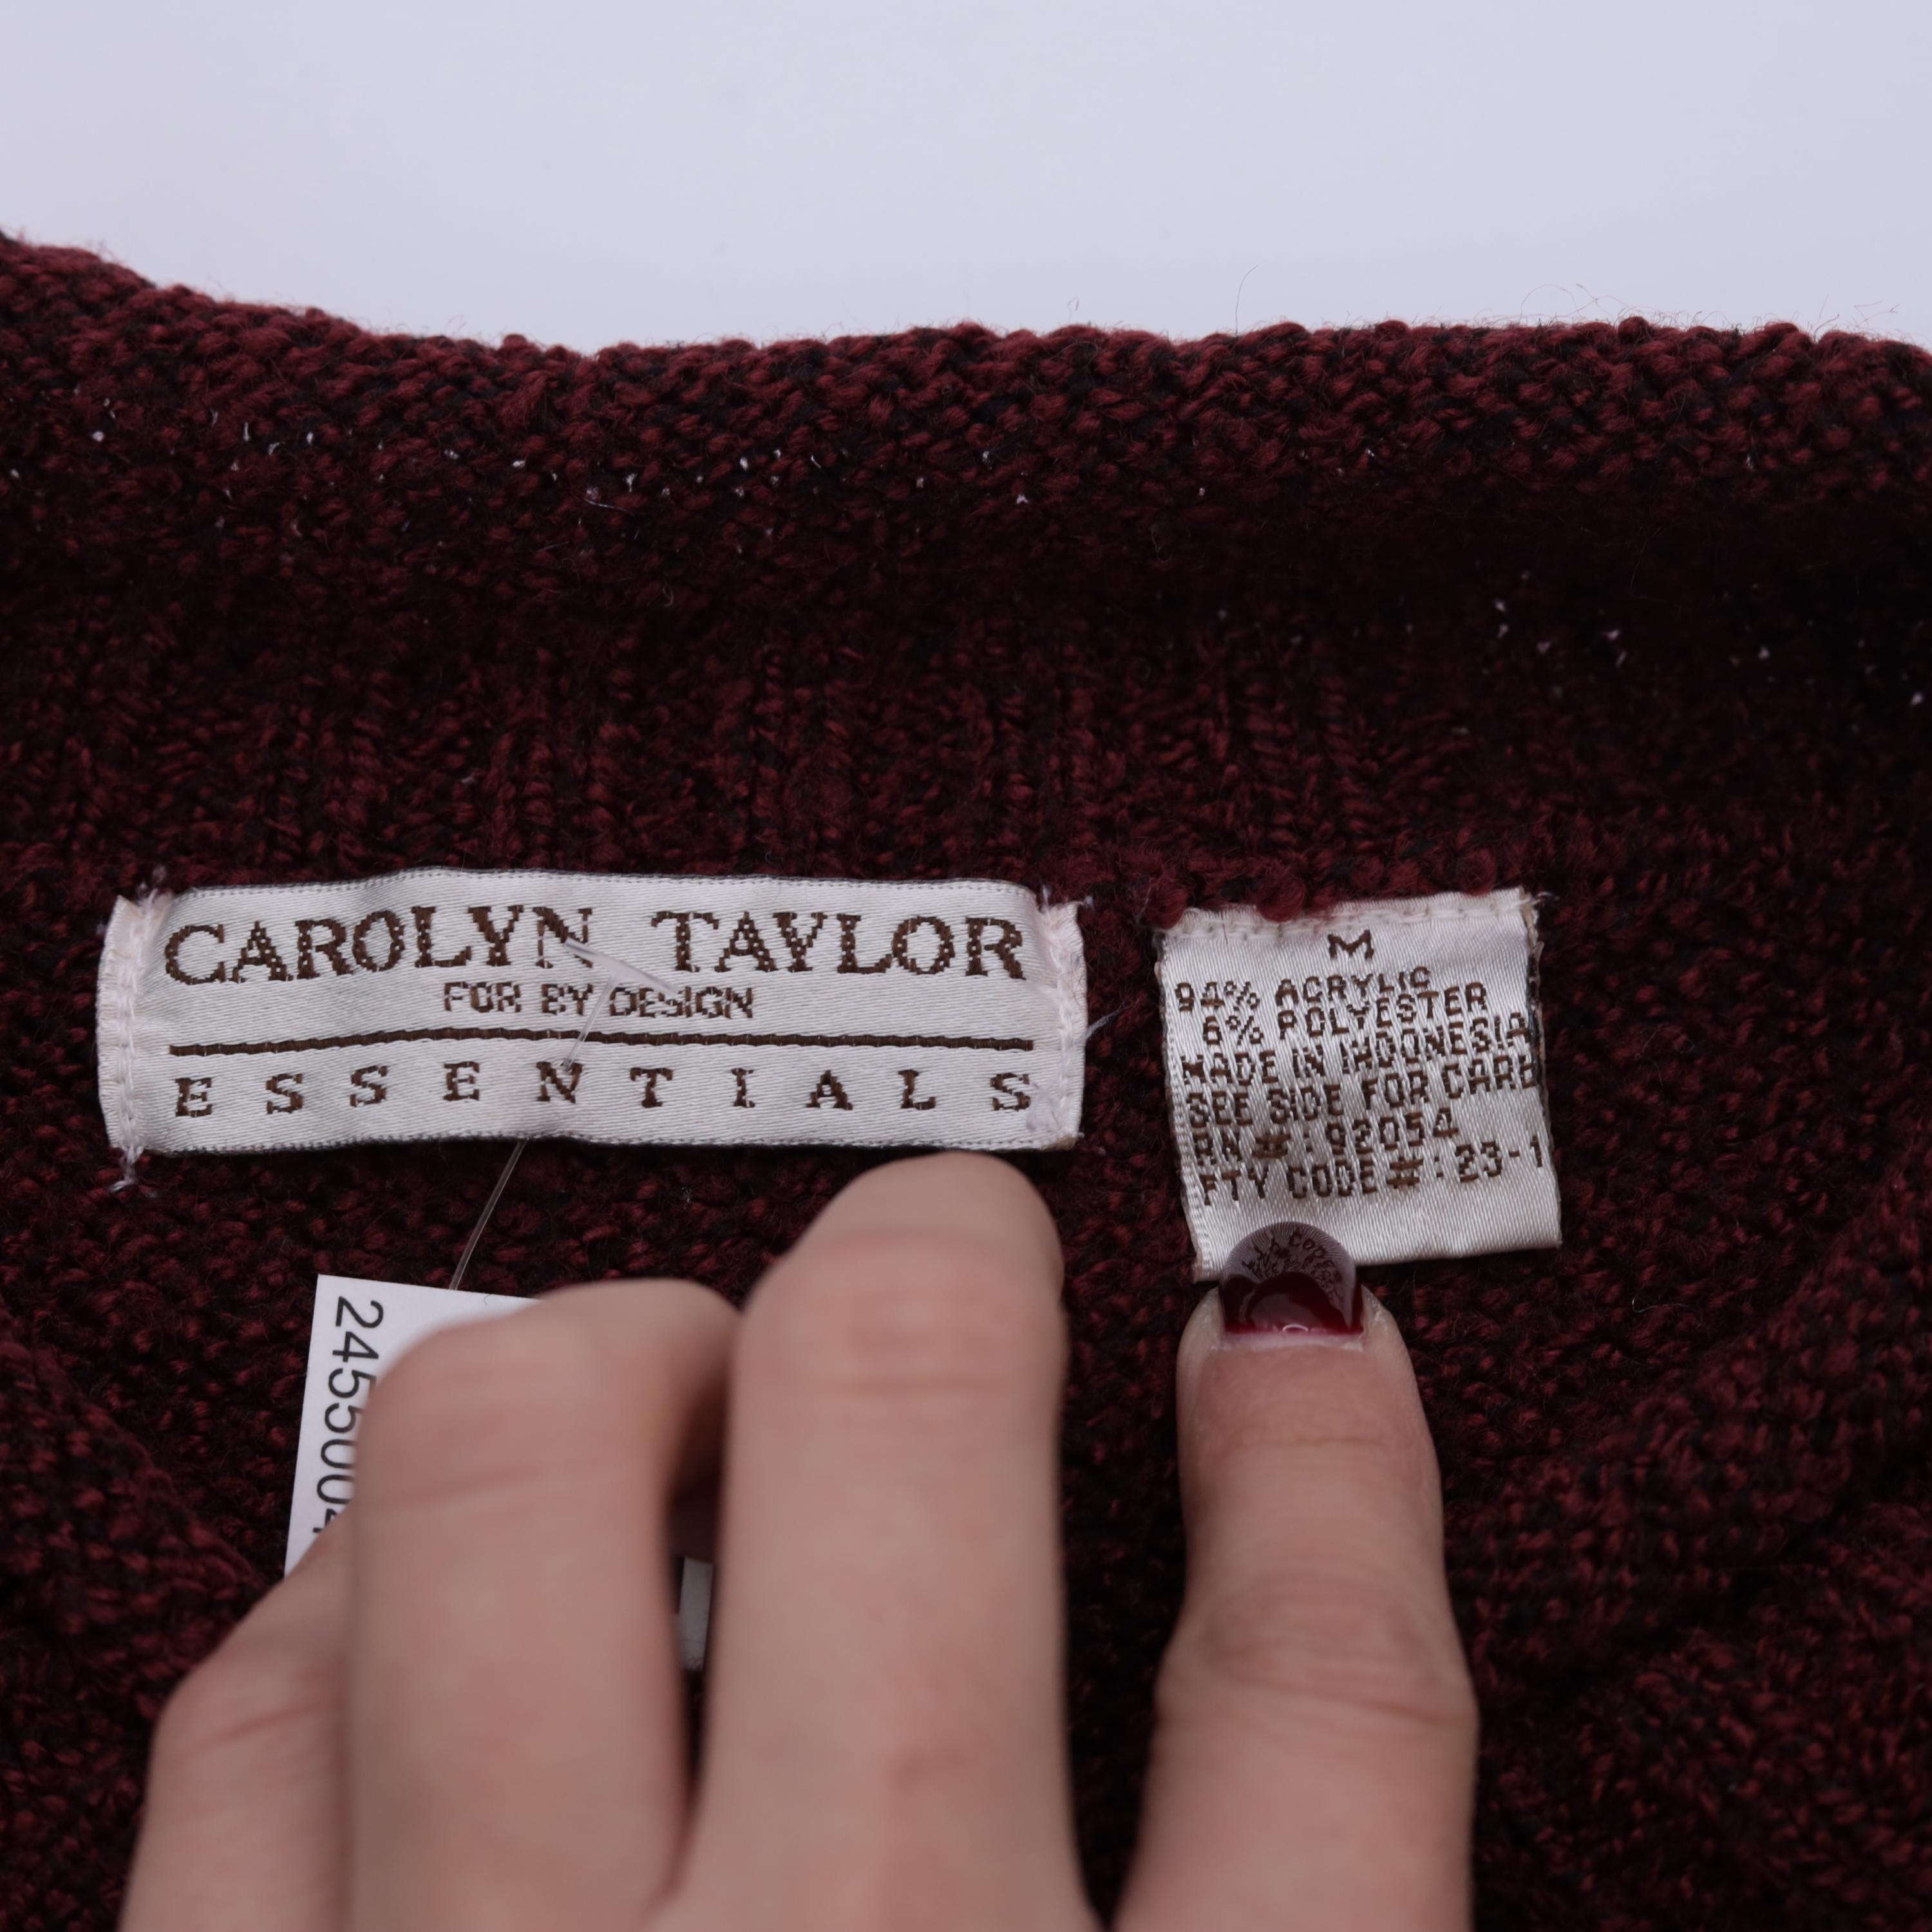 CAROLYN TAYLOR
FOR BY DESIGN
ESSENTIALS
M
94% ACRYLIC
6% POLYESTER
MADE IN INDONESIA
SEE SIDE FOR CARE
RN # : 92054
FTY CODE # : 23-1